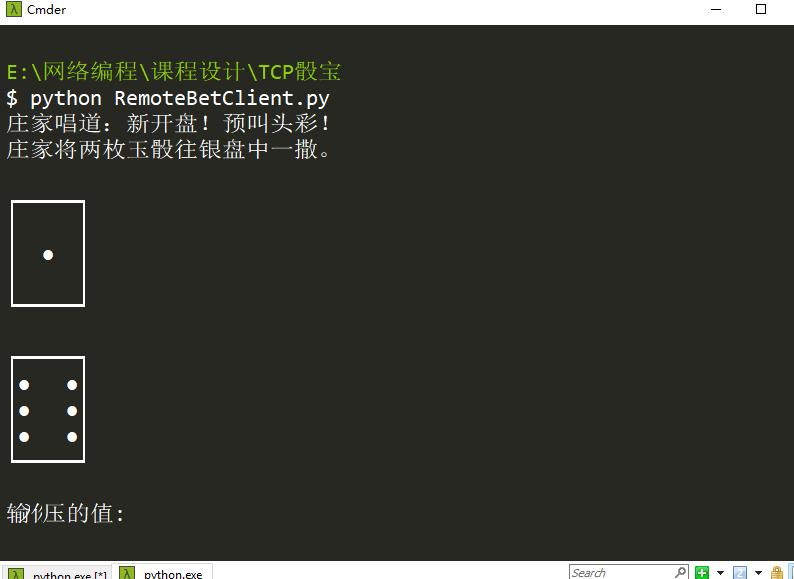 Cmder
E:\网络编程\课程设计\TCP骰宝
$ python RemoteBetClient.py
庄家唱道：新开盘！预叫头彩！
庄家将两枚玉骰往银盘中一撒。
输你压的值:
python.exe [*]
python.exe
Search